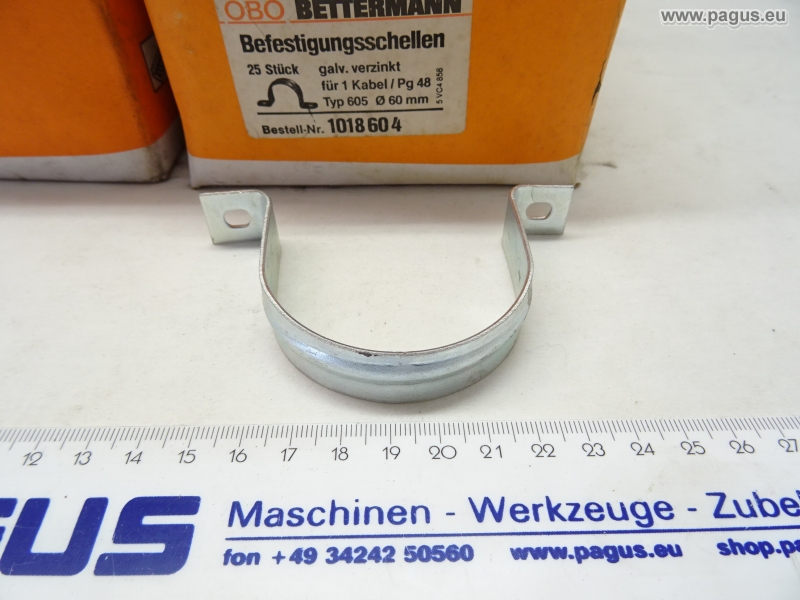 www.pagus.eu
OBO BETTERMANN
Befestigungsschellen
25 Stück galv. verzinkt
für 1 Kabel / Pg 48
Typ 605 Ø 60 mm
5 VC4 858
Bestell-Nr. 1018 60 4
12 13 14 15 16 17 18 19 20 21 22 23 24 25 26 27
GUS Maschinen - Werkzeuge - Zube
fon +49 34242 50560 www.pagus.eu shop.pa